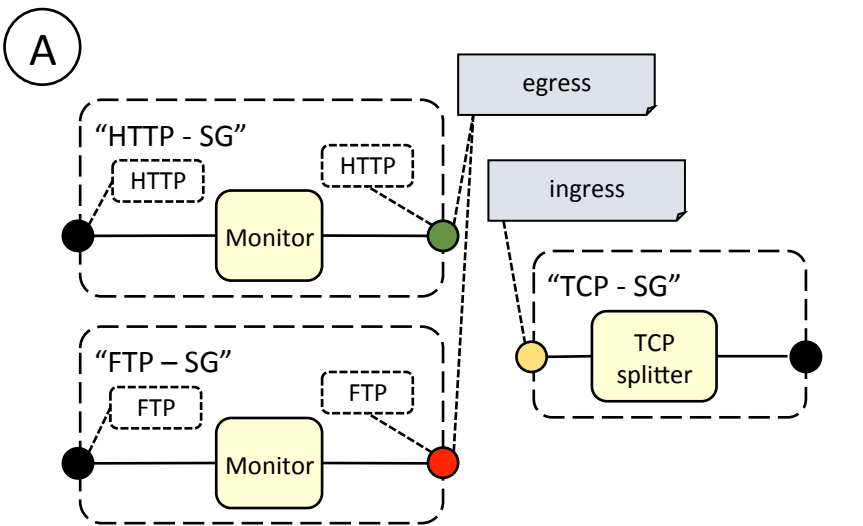 A
egress
“HTTP - SG”
HTTP
HTTP
Monitor
ingress
“TCP - SG”
TCP
splitter
“FTP – SG”
FTP
FTP
Monitor